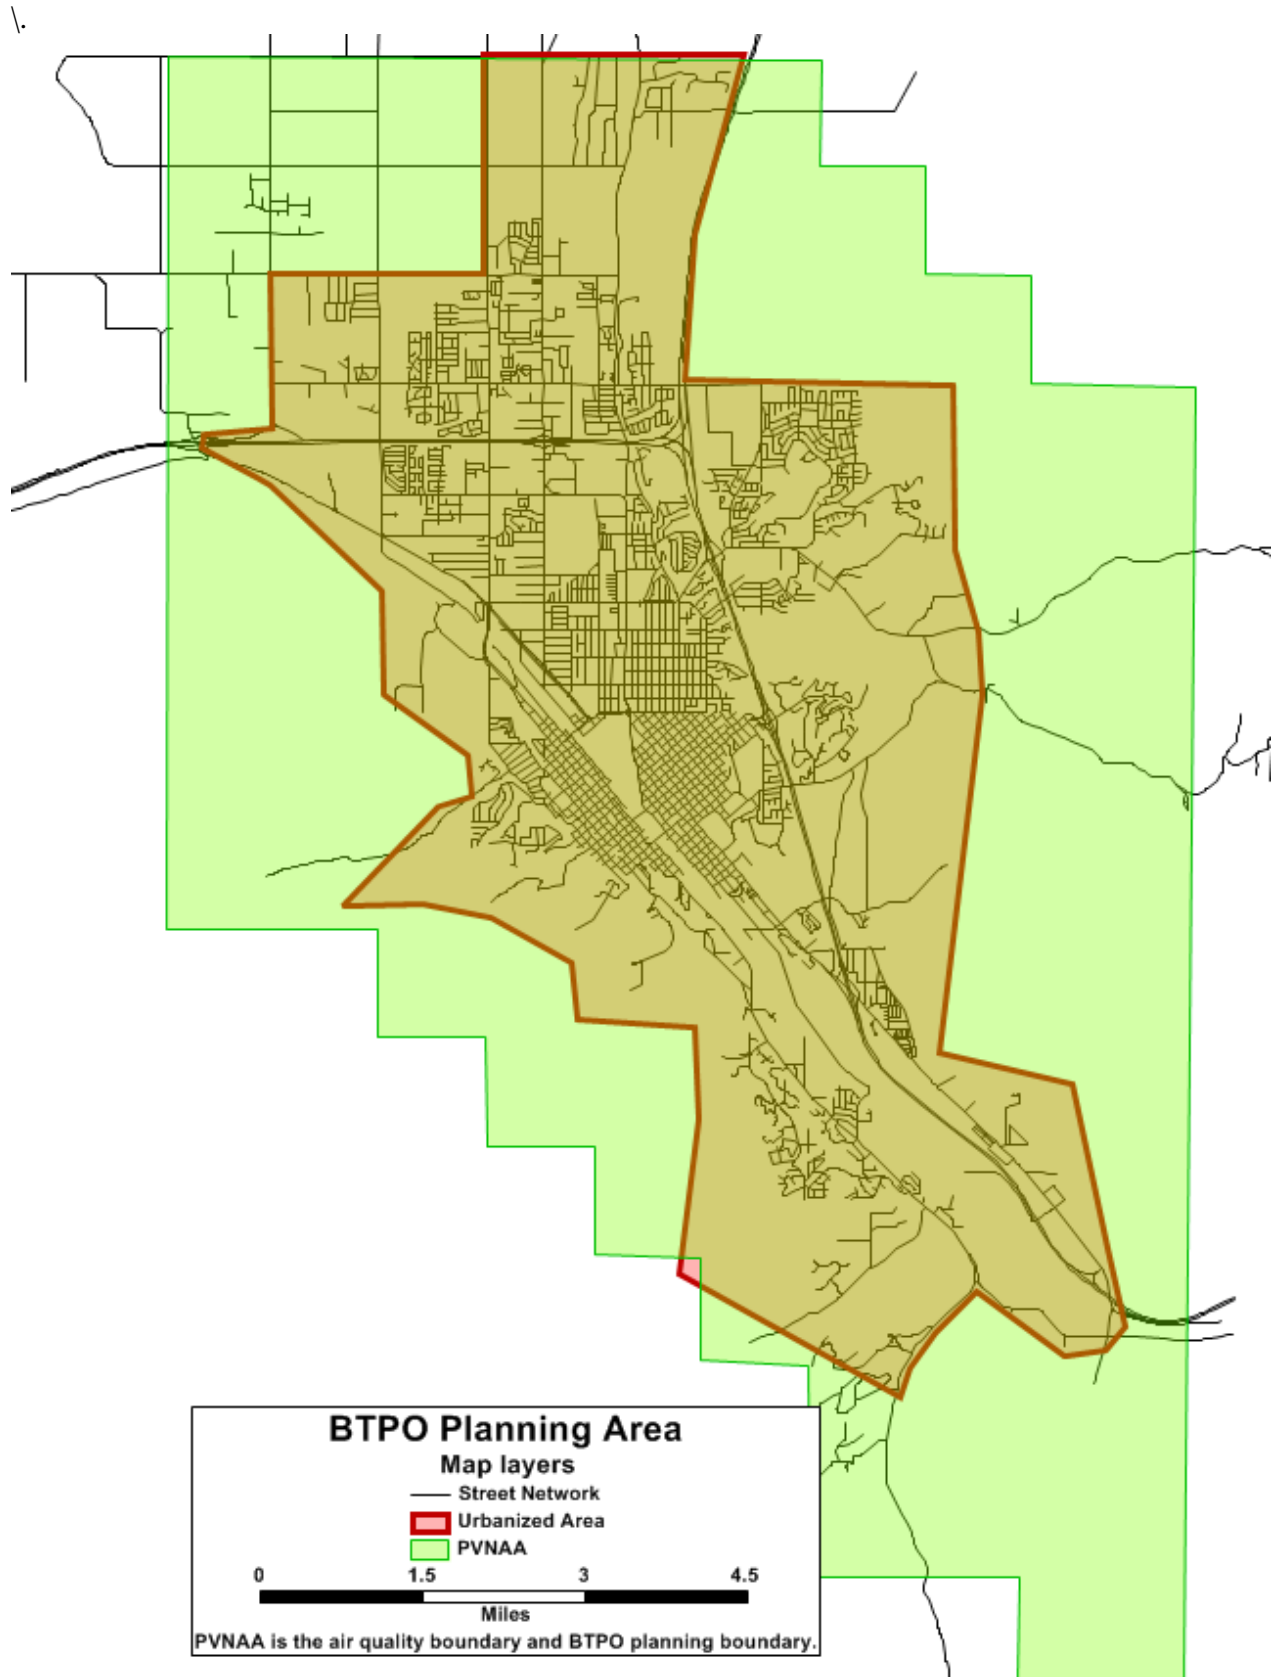 \.
BTPO Planning Area
Map layers
Street Network
Urbanized Area
PVNAA
0 1.5 3 4.5
Miles
PVNAA is the air quality boundary and BTPO planning boundary.